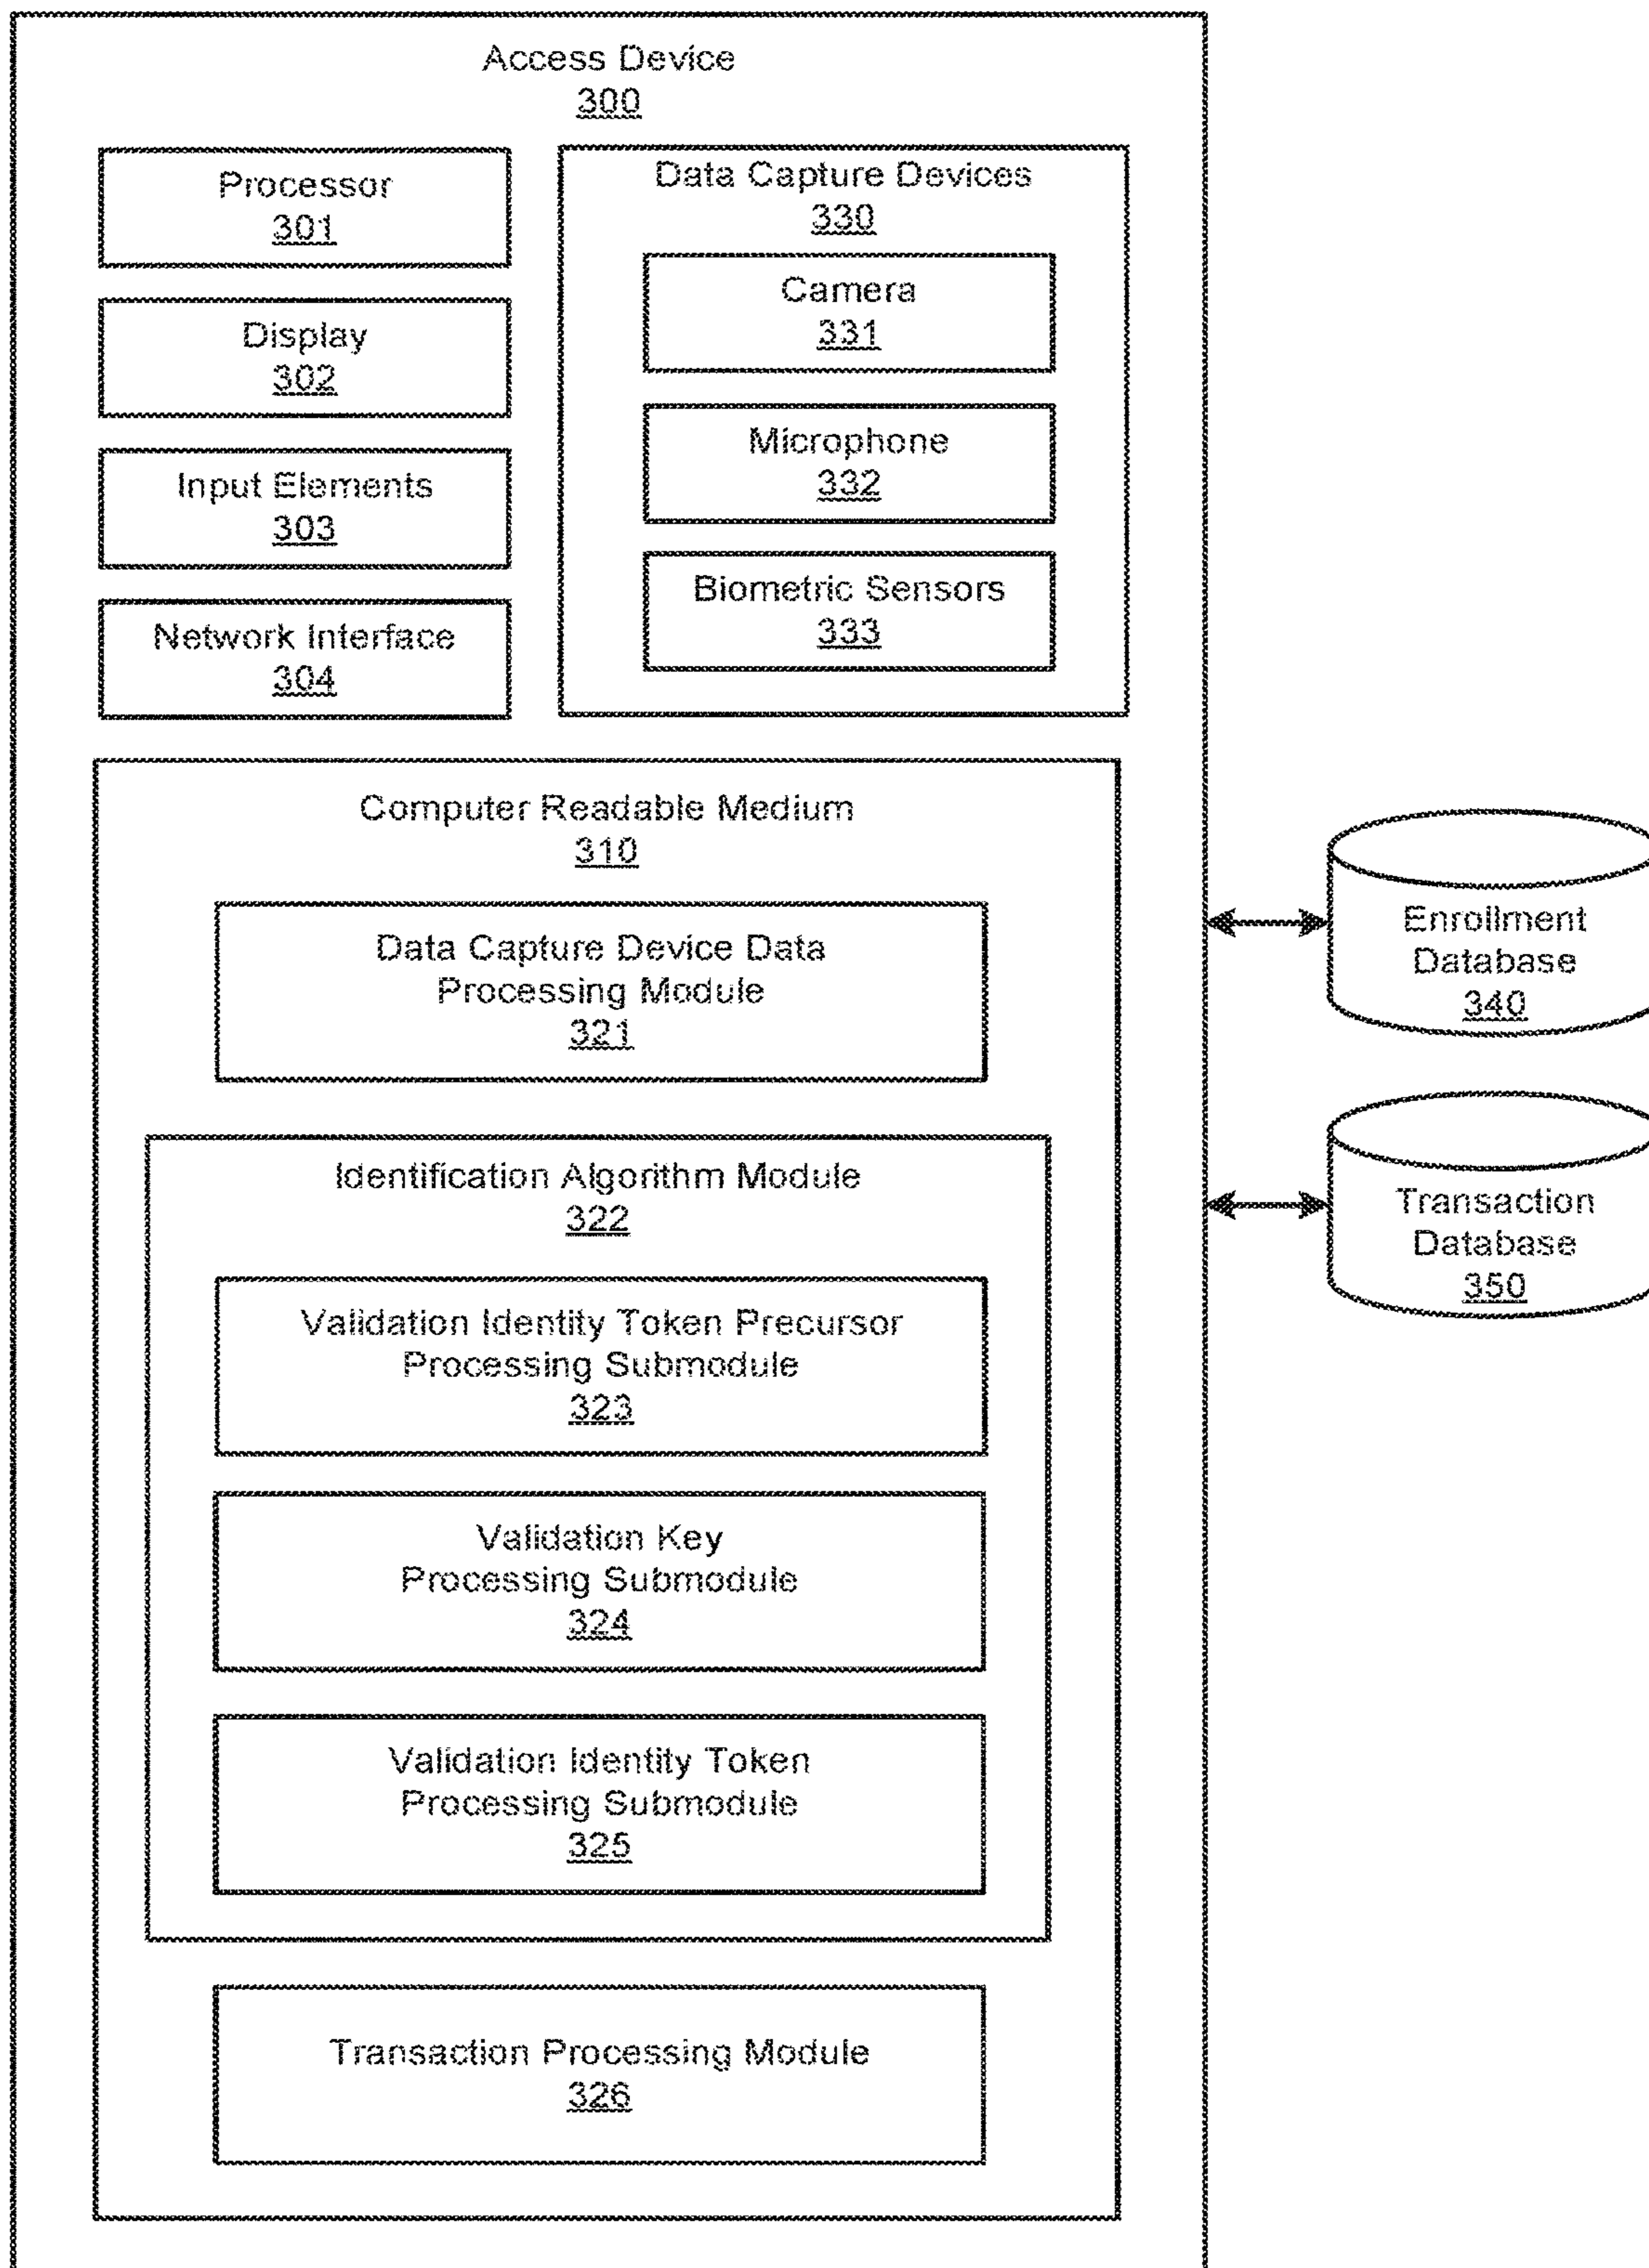 Access Device
300
Processor
301
Display
302
Input Elements
303
Network Interface
304
Data Capture Devices
330
Camera
331
Microphone
332
Biometric Sensors
333
Computer Readable Medium
310
Data Capture Device Data
Processing Module
321
Identification Algorithm Module
322
Validation Identity Token Precursor
Processing Submodule
323
Validation Key
Processing Submodule
324
Validation Identity Token
Processing Submodule
325
Transaction Processing Module
326
Enrollment
Database
340
Transaction
Database
350